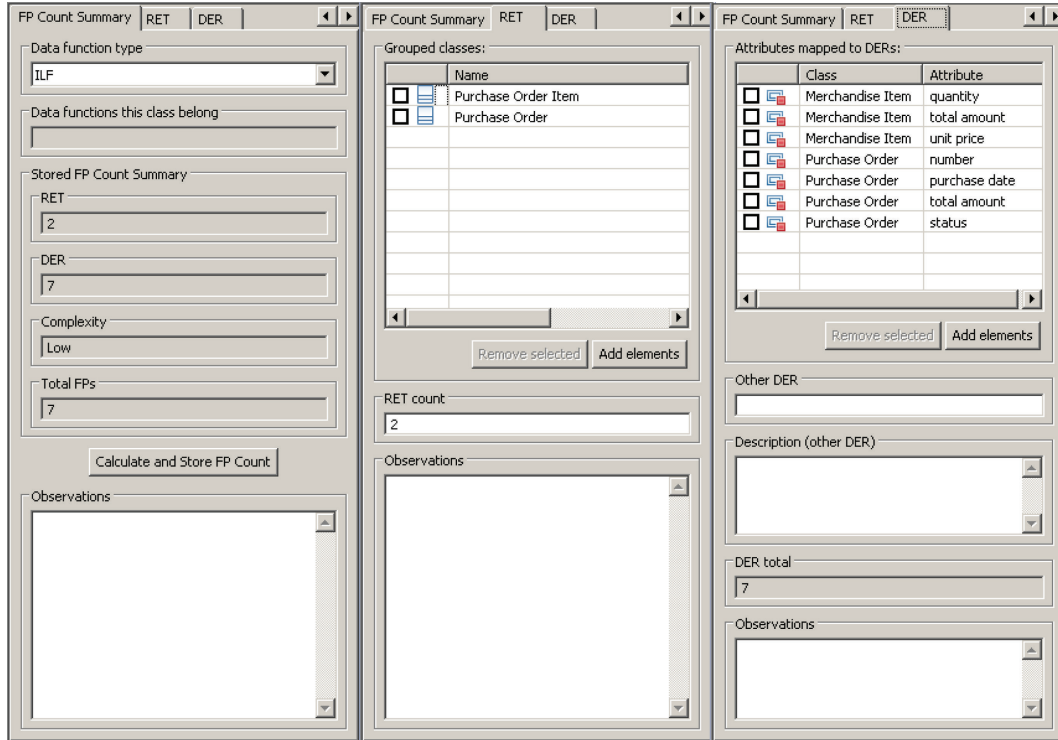 FP Count Summary RET DER
Data function type
ILF
Data functions this class belong
Stored FP Count Summary
RET
2
DER
7
Complexity
Low
Total FPs
7
Calculate and Store FP Count
Observations
FP Count Summary RET DER
Grouped classes:
Name
Purchase Order Item
Purchase Order
Remove selected Add elements
RET count
2
Observations
FP Count Summary RET DER
Attributes mapped to DERs:
Class Attribute
Merchandise Item quantity
Merchandise Item total amount
Merchandise Item unit price
Purchase Order number
Purchase Order purchase date
Purchase Order total amount
Purchase Order status
Remove selected Add elements
Other DER
Description (other DER)
DER total
7
Observations